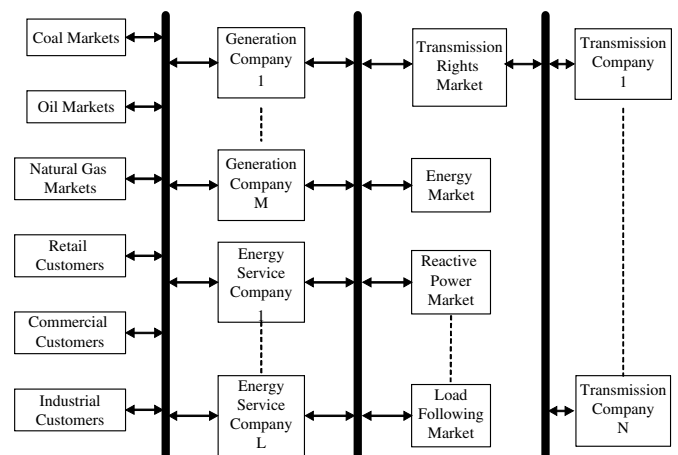 Coal Markets
Oil Markets
Natural Gas
Markets
Retail
Customers
Commercial
Customers
Industrial
Customers
Generation
Company
1
Generation
Company
M
Energy
Service
Company
1
Energy
Service
Company
L
Transmission
Rights
Market
Energy
Market
Reactive
Power
Market
Load
Following
Market
Transmission
Company
1
Transmission
Company
N